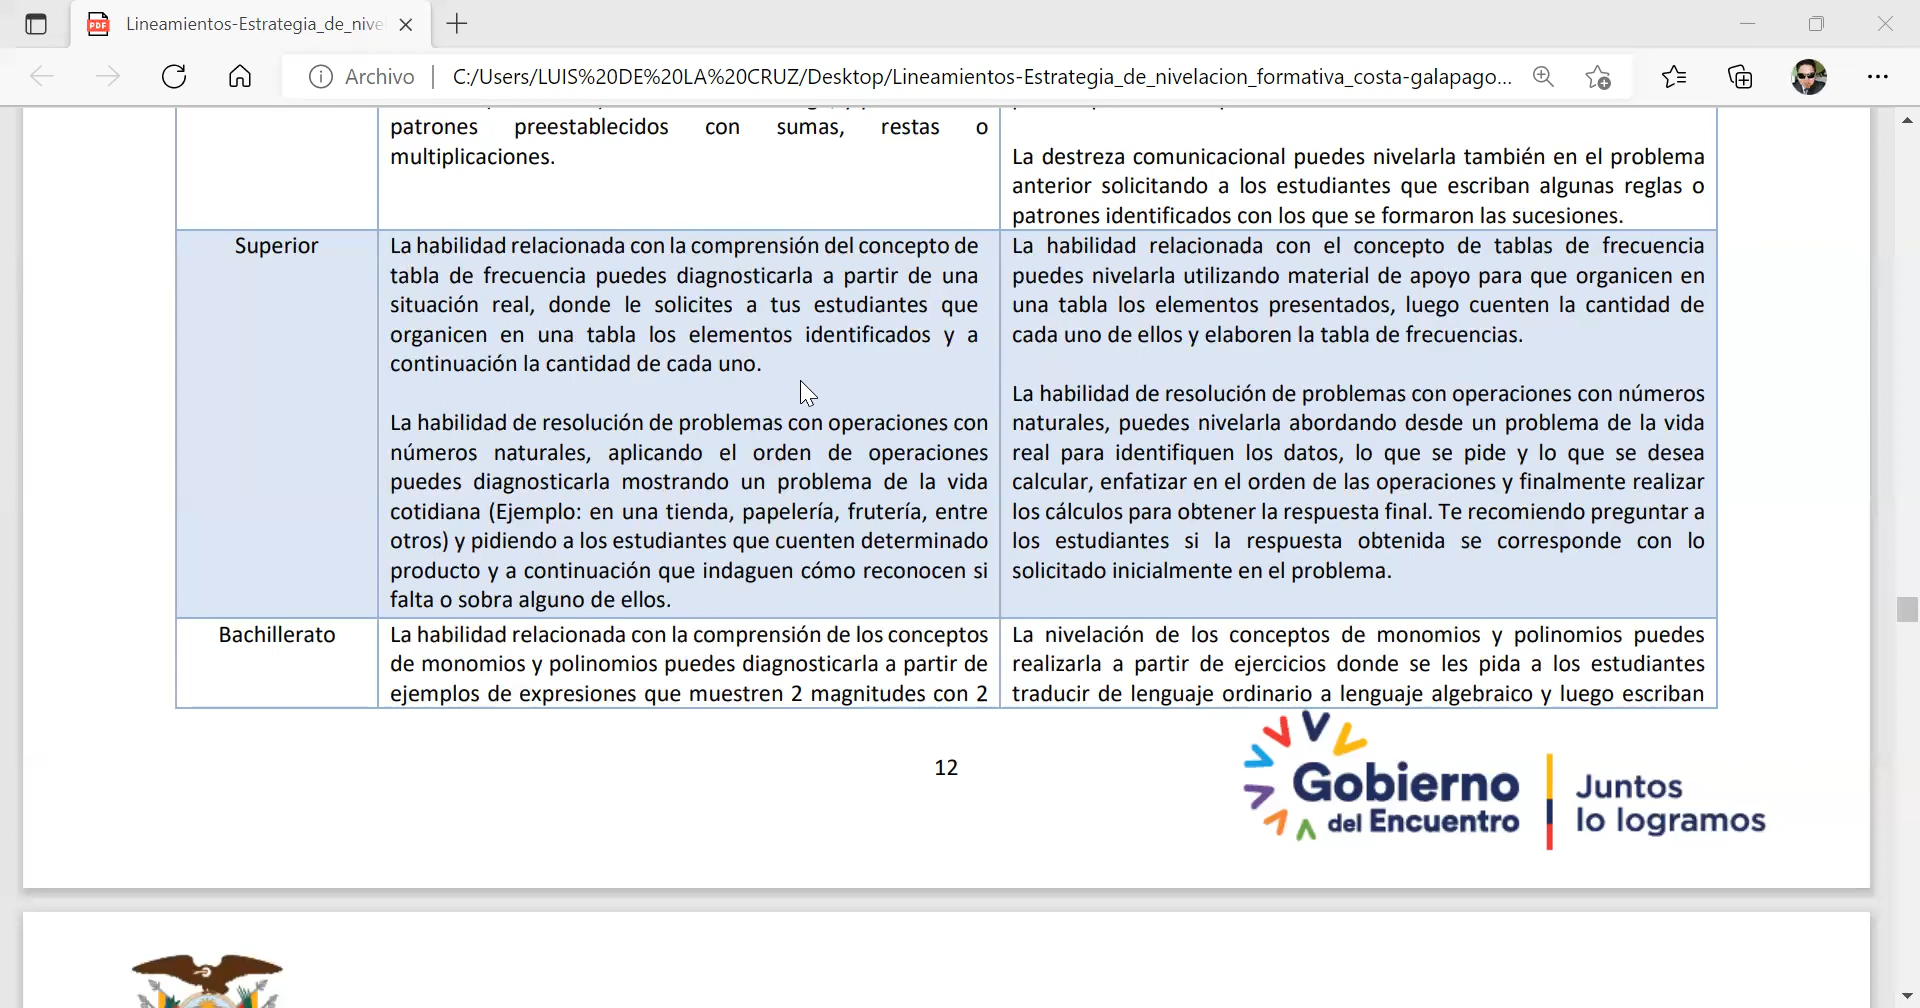 Lineamientos-Estrategia_de_nive
Archivo
C:/Users/LUIS%20DE%20LA%20CRUZ/Desktop/Lineamientos-Estrategia_de_nivelacion_formativa_costa-galapago...
patrones preestablecidos con sumas, restas o
multiplicaciones.
La destreza comunicacional puedes nivelarla también en el problema
anterior solicitando a los estudiantes que escriban algunas reglas o
patrones identificados con los que se formaron las sucesiones.
Superior
La habilidad relacionada con la comprensión del concepto de
tabla de frecuencia puedes diagnosticarla a partir de una
situación real, donde le solicites a tus estudiantes que
organicen en una tabla los elementos identificados y a
continuación la cantidad de cada uno.
La habilidad de resolución de problemas con operaciones con
números naturales, aplicando el orden de operaciones
puedes diagnosticarla mostrando un problema de la vida
cotidiana (Ejemplo: en una tienda, papelería, frutería, entre
otros) y pidiendo a los estudiantes que cuenten determinado
producto y a continuación que indaguen cómo reconocen si
falta o sobra alguno de ellos.
La habilidad relacionada con el concepto de tablas de frecuencia
puedes nivelarla utilizando material de apoyo para que organicen en
una tabla los elementos presentados, luego cuenten la cantidad de
cada uno de ellos y elaboren la tabla de frecuencias.
La habilidad de resolución de problemas con operaciones con números
naturales, puedes nivelarla abordando desde un problema de la vida
real para identifiquen los datos, lo que se pide y lo que se desea
calcular, enfatizar en el orden de las operaciones y finalmente realizar
los cálculos para obtener la respuesta final. Te recomiendo preguntar a
los estudiantes si la respuesta obtenida se corresponde con lo
solicitado inicialmente en el problema.
Bachillerato
La habilidad relacionada con la comprensión de los conceptos
de monomios y polinomios puedes diagnosticarla a partir de
ejemplos de expresiones que muestren 2 magnitudes con 2
La nivelación de los conceptos de monomios y polinomios puedes
realizarla a partir de ejercicios donde se les pida a los estudiantes
traducir de lenguaje ordinario a lenguaje algebraico y luego escriban
12
Gobierno
del Encuentro
Juntos
lo logramos